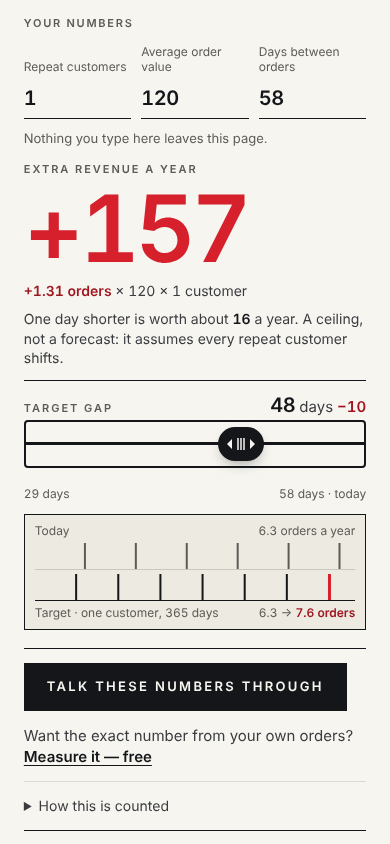 YOUR NUMBERS
Repeat customers
Average order value
Days between orders
1
120
58
Nothing you type here leaves this page.
EXTRA REVENUE A YEAR
+157
+1.31 orders × 120 × 1 customer
One day shorter is worth about 16 a year. A ceiling,
not a forecast: it assumes every repeat customer
shifts.
TARGET GAP
48 days −10
29 days
58 days · today
Today
6.3 orders a year
Target · one customer, 365 days
6.3 → 7.6 orders
TALK THESE NUMBERS THROUGH
Want the exact number from your own orders?
Measure it — free
How this is counted